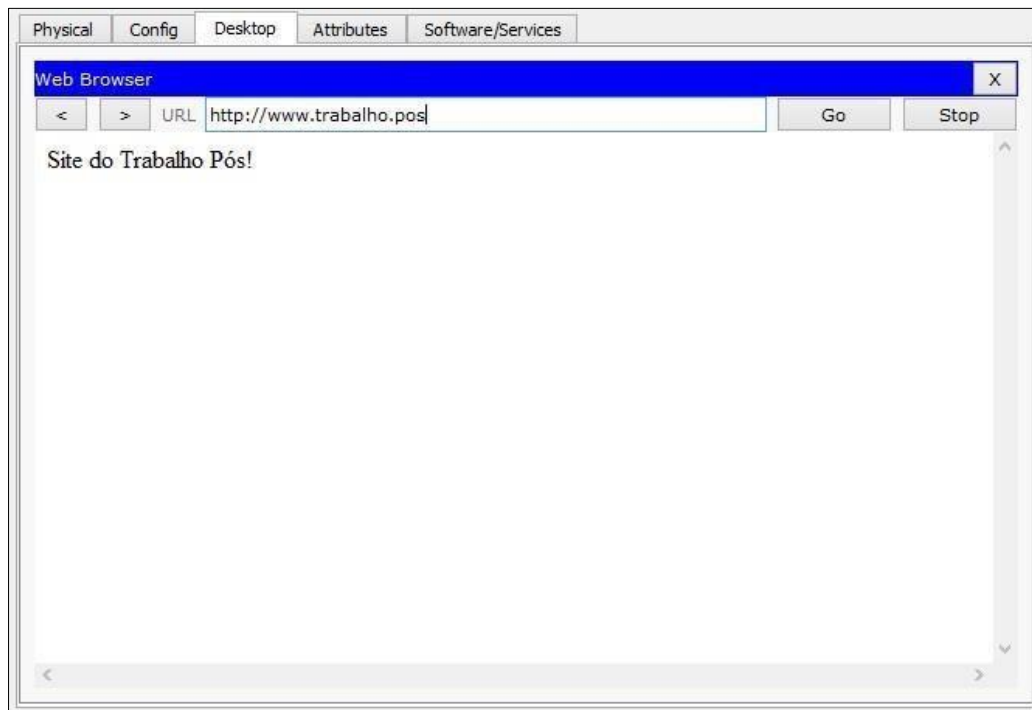 Physical Config Desktop Attributes Software/Services
Web Browser X
< > URL http://www.trabalho.pos Go Stop
Site do Trabalho Pós!